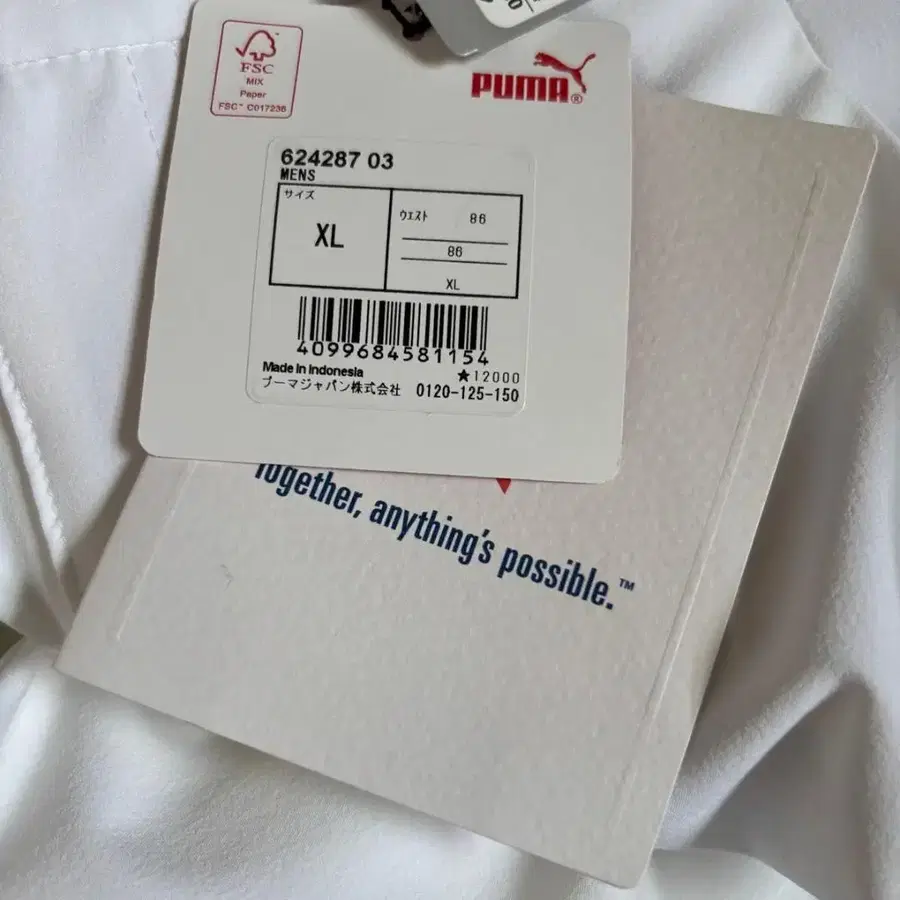 FSC
MIX
Paper
FSC™ C017236
PUMA®
624287 03
MENS
サイズ
XL
ウエスト 86
86
XL
4099684581154
Made in Indonesia
★12000
プーマジャパン株式会社 0120-125-150
Together, anything's possible.™